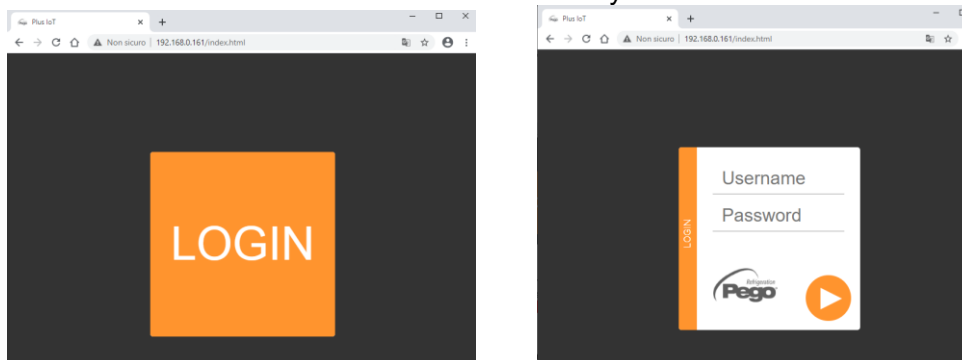 Plus IoT
Non sicuro | 192.168.0.161/index.html
LOGIN
Plus IoT
Non sicuro | 192.168.0.161/index.html
Username
Password
LOGIN
Refrigeration
Pego